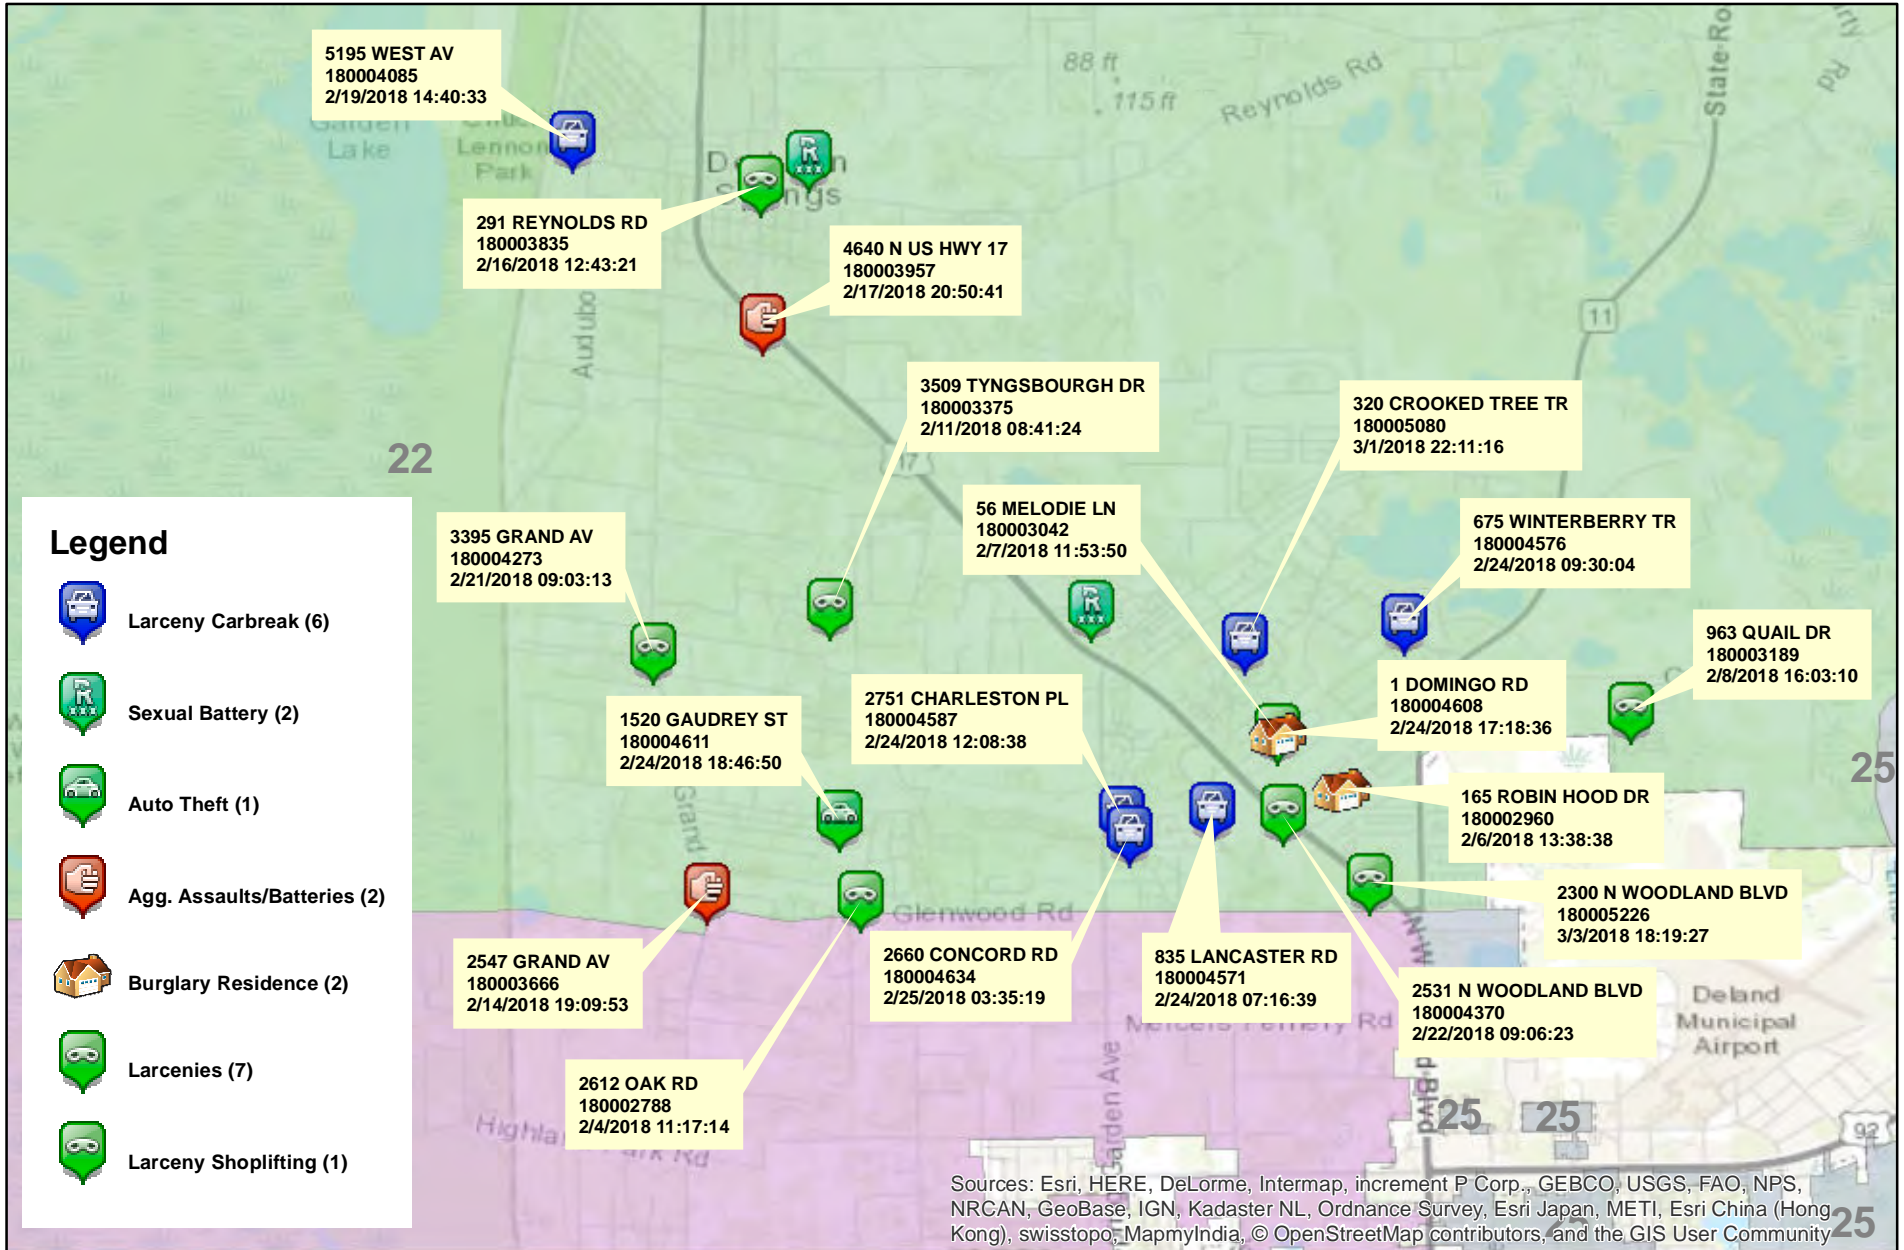 5195 WEST AV
180004085
2/19/2018 14:40:33
88 ft
115 ft
Reynolds Rd
State Ro
Rd
Garden
Lake
Lennon
Park
291 REYNOLDS RD
180003835
2/16/2018 12:43:21
4640 N US HWY 17
180003957
2/17/2018 20:50:41
Audubo
11
3509 TYNGSBOURGH DR
180003375
2/11/2018 08:41:24
320 CROOKED TREE TR
180005080
3/1/2018 22:11:16
22
17
56 MELODIE LN
180003042
2/7/2018 11:53:50
675 WINTERBERRY TR
180004576
2/24/2018 09:30:04
3395 GRAND AV
180004273
2/21/2018 09:03:13
963 QUAIL DR
180003189
2/8/2018 16:03:10
1 DOMINGO RD
180004608
2/24/2018 17:18:36
2751 CHARLESTON PL
180004587
2/24/2018 12:08:38
1520 GAUDREY ST
180004611
2/24/2018 18:46:50
25
165 ROBIN HOOD DR
180002960
2/6/2018 13:38:38
Grand
Glenwood Rd
2300 N WOODLAND BLVD
180005226
3/3/2018 18:19:27
2547 GRAND AV
180003666
2/14/2018 19:09:53
2660 CONCORD RD
180004634
2/25/2018 03:35:19
835 LANCASTER RD
180004571
2/24/2018 07:16:39
2531 N WOODLAND BLVD
180004370
2/22/2018 09:06:23
Deland
Municipal
Airport
Rd
2612 OAK RD
180002788
2/4/2018 11:17:14
Garden Ave
d Blvd
25
25
92
Park Rd
Legend
Larceny Carbreak (6)
Sexual Battery (2)
Auto Theft (1)
Agg. Assaults/Batteries (2)
Burglary Residence (2)
Larcenies (7)
Larceny Shoplifting (1)
25
25
Sources: Esri, HERE, DeLorme, Intermap, increment P Corp., GEBCO, USGS, FAO, NPS,
NRCAN, GeoBase, IGN, Kadaster NL, Ordnance Survey, Esri Japan, METI, Esri China (Hong
Kong), swisstopo, MapmyIndia, © OpenStreetMap contributors, and the GIS User Community